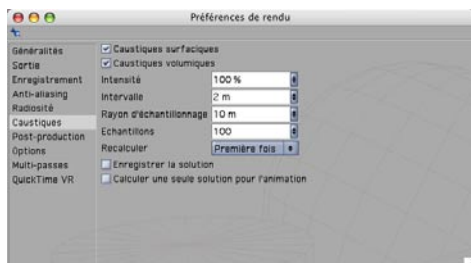 Préférences de rendu
Généralités
Sortie
Enregistrement
Anti-aliasing
Radiosité
Caustiques
Post-production
Options
Multi-passes
QuickTime VR
Caustiques surfaciques
Caustiques volumiques
Intensité 100 %
Intervalle 2 m
Rayon d'échantillonnage 10 m
Echantillons 100
Recalculer Première fois
Enregistrer la solution
Calculer une seule solution pour l'animation